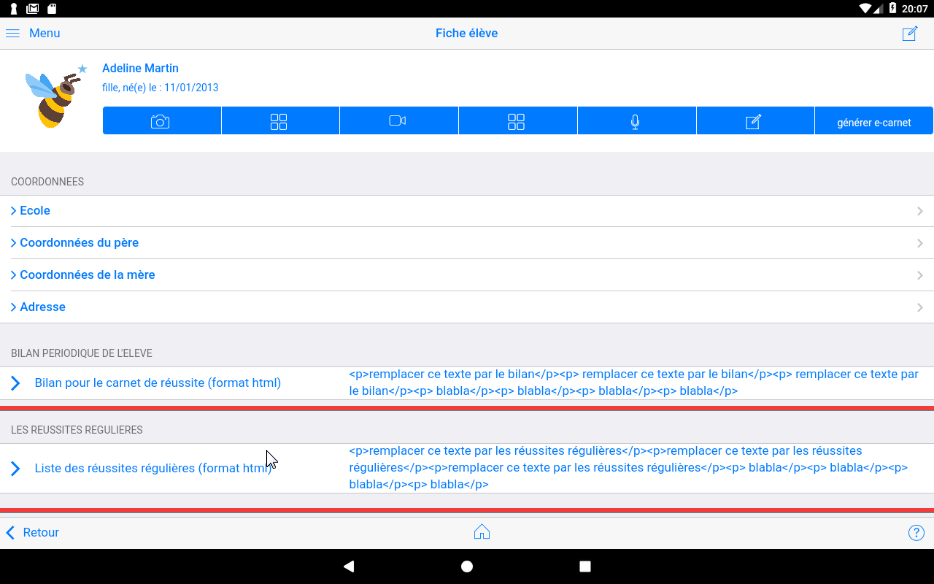 20:07
Menu
Fiche élève
Adeline Martin
fille, né(e) le : 11/01/2013
générer e-carnet
COORDONNEES
Ecole
Coordonnées du père
Coordonnées de la mère
Adresse
BILAN PERIODIQUE DE L'ELEVE
Bilan pour le carnet de réussite (format html)
<p>remplacer ce texte par le bilan</p><p> remplacer ce texte par le bilan</p><p> remplacer ce texte par
le bilan</p><p> blabla</p><p> blabla</p><p> blabla</p><p> blabla</p>
LES REUSSITES REGULIERES
Liste des réussites régulières (format html)
<p>remplacer ce texte par les réussites régulières</p><p>remplacer ce texte par les réussites
régulières</p><p>remplacer ce texte par les réussites régulières</p><p> blabla</p><p> blabla</p><p>
blabla</p><p> blabla</p>
Retour